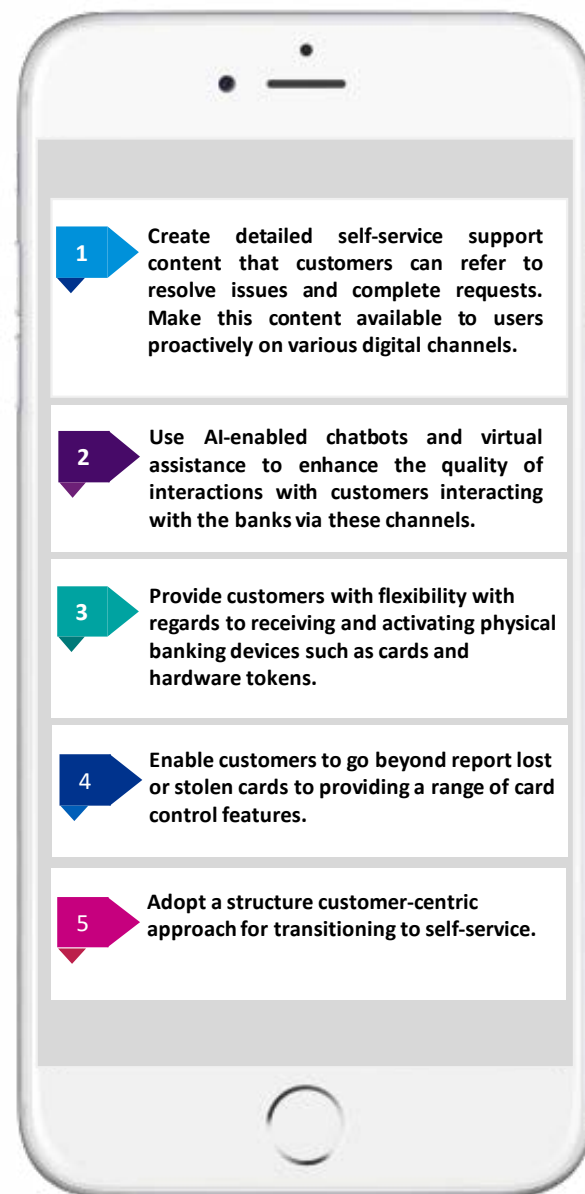 1
Create detailed self-service support
content that customers can refer to
resolve issues and complete requests.
Make this content available to users
proactively on various digital channels.
2
Use AI-enabled chatbots and virtual
assistance to enhance the quality of
interactions with customers interacting
with the banks via these channels.
3
Provide customers with flexibility with
regards to receiving and activating physical
banking devices such as cards and
hardware tokens.
4
Enable customers to go beyond report lost
or stolen cards to providing a range of card
control features.
5
Adopt a structure customer-centric
approach for transitioning to self-service.